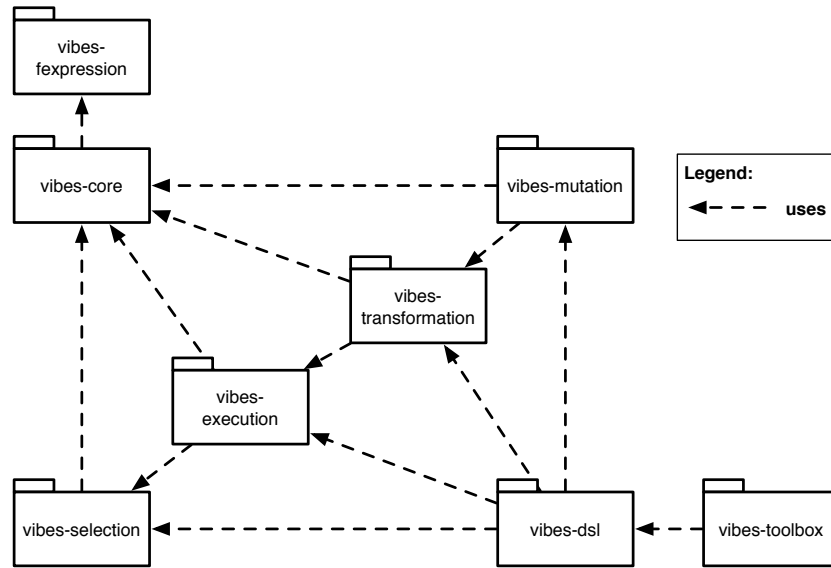 vibes-
fexpression
vibes-core
vibes-mutation
Legend:
uses
vibes-
transformation
vibes-
execution
vibes-selection
vibes-dsl
vibes-toolbox